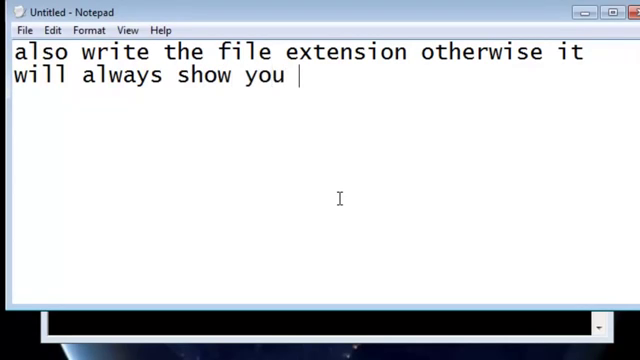 Untitled - Notepad
File Edit Format View Help
also write the file extension otherwise it
will always show you